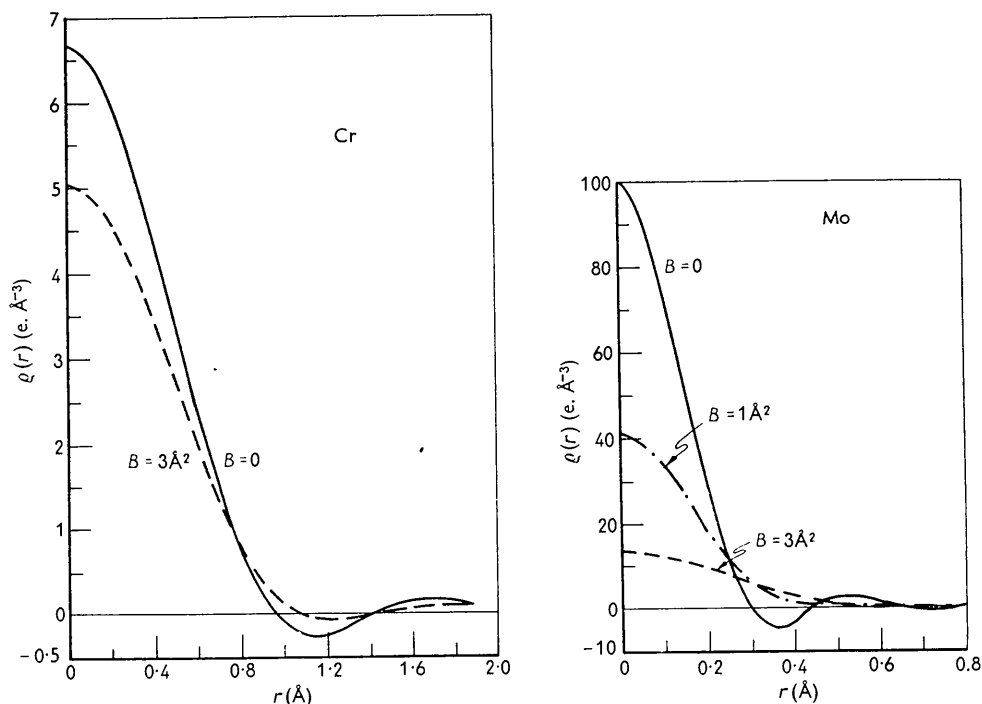 7
6
5
4
3
2
1
0
-0·5
ϱ(r) (e. Å⁻³)
Cr
B=3Å²
B=0
0
0·4
0·8
1·2
1·6
2·0
r(Å)
100
80
60
40
20
0
-10
ϱ(r) (e. Å⁻³)
Mo
B=0
B=1Å²
B=3Å²
0
0·2
0·4
0·6
0·8
r(Å)